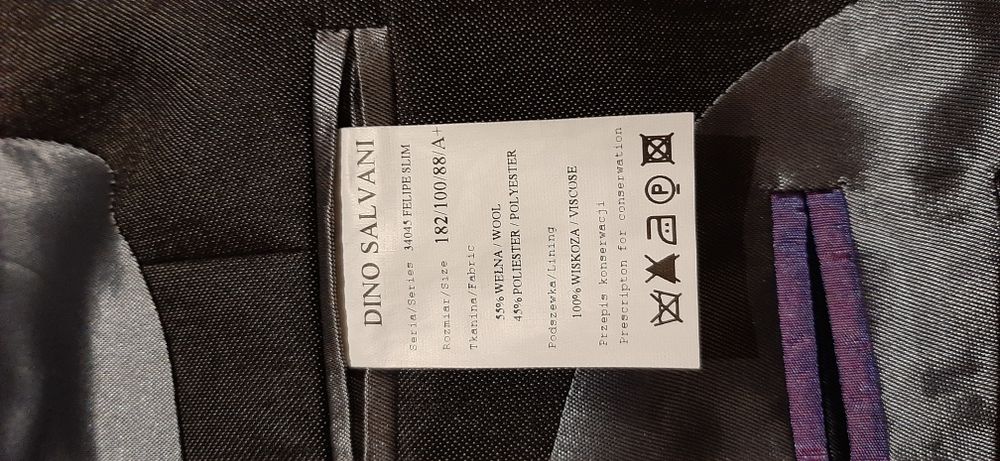 DINO SALVANI
Seria/Series 34045 FELIPE SLIM
Rozmiar/Size 182/100/88/A+
Tkanina/Fabric
55% WEŁNA / WOOL
45% POLIESTER / POLYESTER
Podszewka/Lining
100% WISKOZA / VISCOSE
Przepis konserwacji
Prescripton for conserwation
P